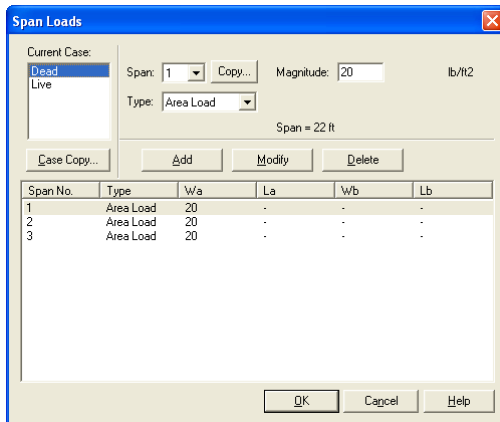 Span Loads
Current Case:
Dead
Live
Span: 1 Copy... Magnitude: 20 lb/ft2
Type: Area Load
Span = 22 ft
Case Copy... Add Modify Delete
Span No. Type Wa La Wb Lb
1 Area Load 20 - - -
2 Area Load 20 - - -
3 Area Load 20 - - -
OK Cancel Help